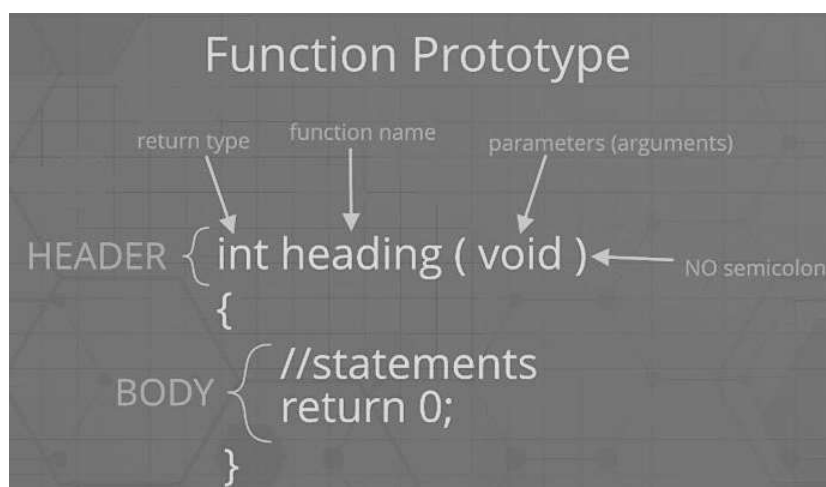 Function Prototype
return type
function name
parameters (arguments)
HEADER { int heading ( void )
NO semicolon
{
BODY { //statements
return 0;
}